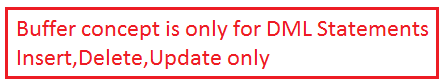 Buffer concept is only for DML Statements
Insert,Delete,Update only